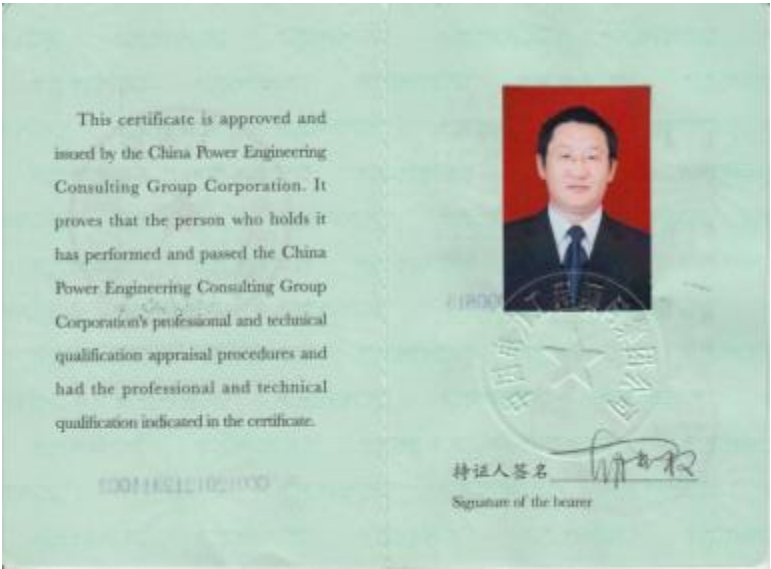 This certificate is approved and
issued by the China Power Engineering
Consulting Group Corporation. It
proves that the person who holds it
has performed and passed the China
Power Engineering Consulting Group
Corporation's professional and technical
qualification appraisal procedures and
had the professional and technical
qualification indicated in the certificate.
持证人签名
Signature of the bearer